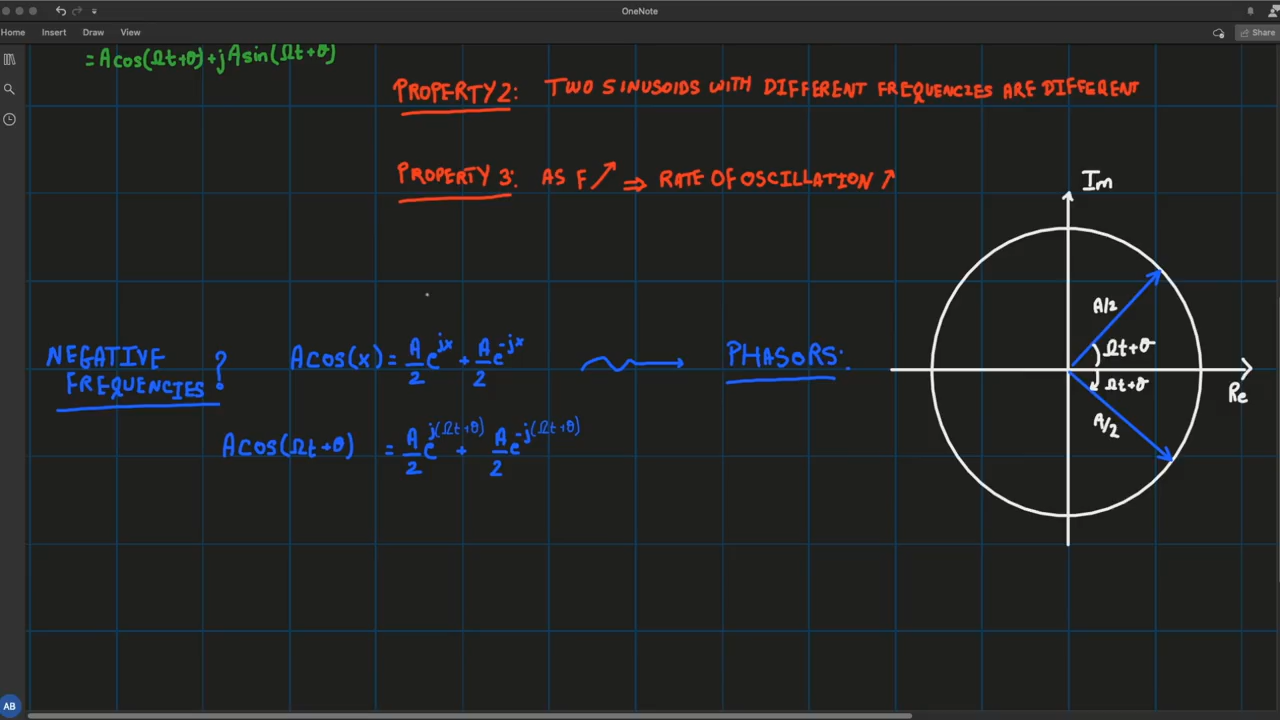 OneNote
Home Insert Draw View
Share
= Acos(Ωt+θ)+jAsin(Ωt+θ)
PROPERTY 2: TWO SINUSOIDS WITH DIFFERENT FREQUENCIES ARE DIFFERENT
PROPERTY 3: AS F ↗ ⇒ RATE OF OSCILLATION ↗
NEGATIVE
FREQUENCIES ?
Acos(x) = A/2 e^jx + A/2 e^-jx
Acos(Ωt+θ) = A/2 e^j(Ωt+θ) + A/2 e^-j(Ωt+θ)
PHASORS:
Im
A/2
Ωt+θ
Ωt+θ
Re
A/2
AB